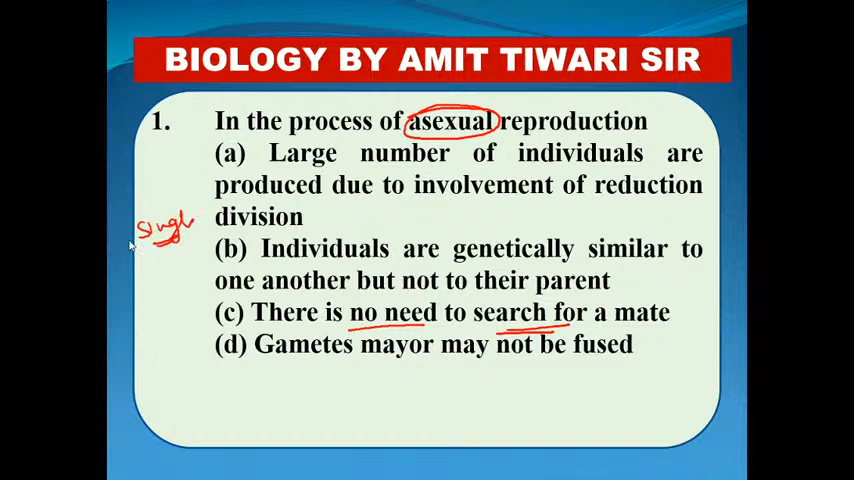 BIOLOGY BY AMIT TIWARI SIR
1. In the process of asexual reproduction
(a) Large number of individuals are
produced due to involvement of reduction
division
single
(b) Individuals are genetically similar to
one another but not to their parent
(c) There is no need to search for a mate
(d) Gametes mayor may not be fused